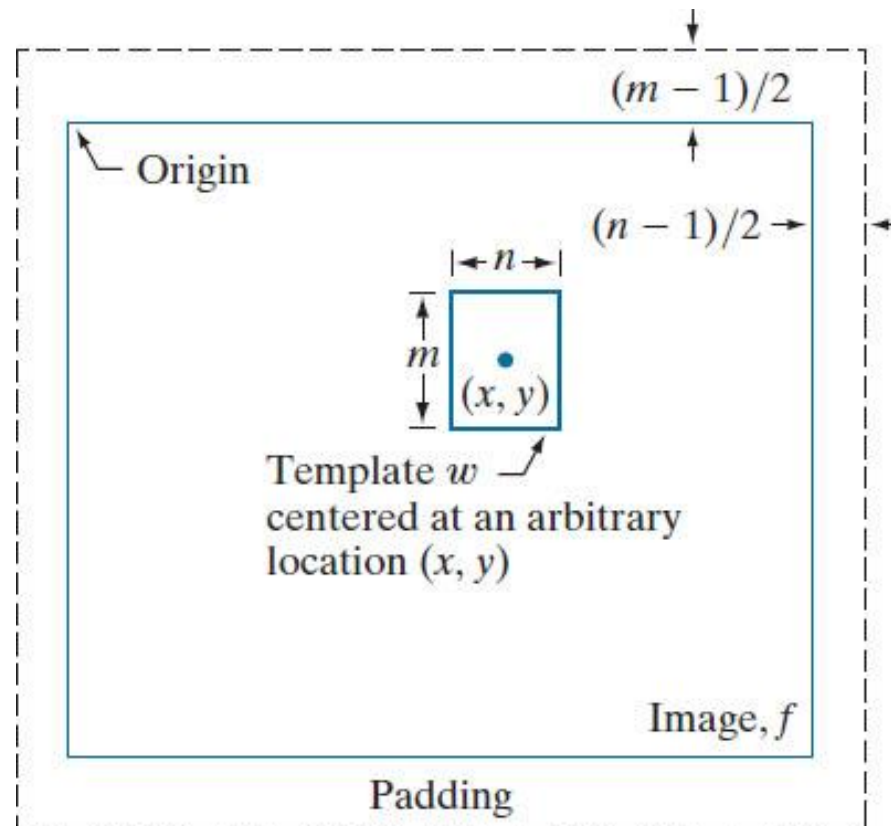 (m − 1)/2
Origin
(n − 1)/2
n
m
(x, y)
Template w
centered at an arbitrary
location (x, y)
Image, f
Padding